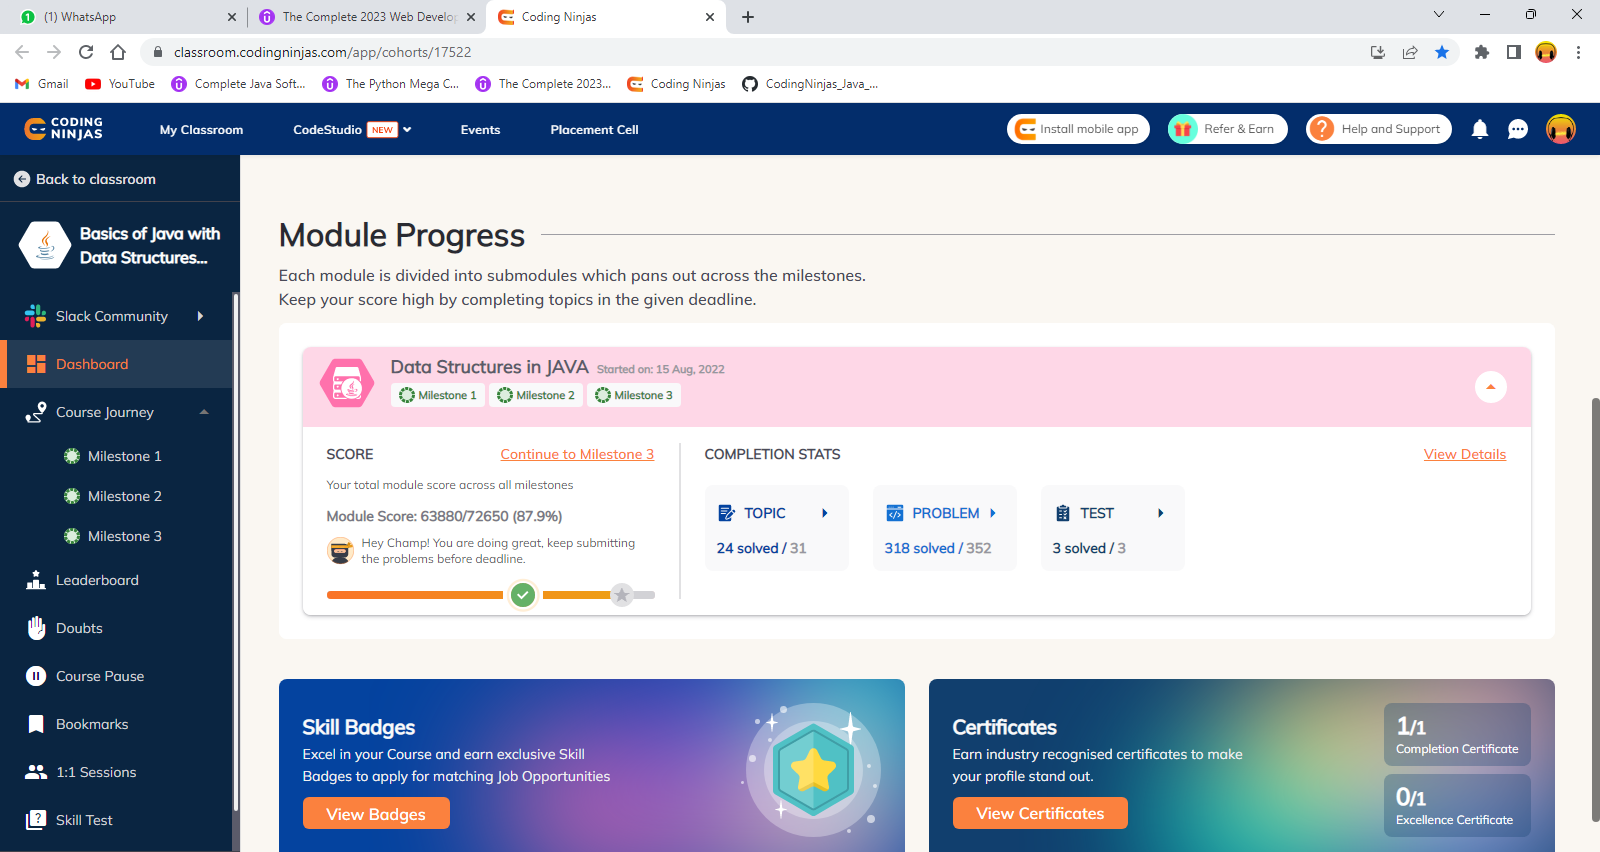 (1) WhatsApp
The Complete 2023 Web Develop
Coding Ninjas
classroom.codingninjas.com/app/cohorts/17522
Gmail
YouTube
Complete Java Soft...
The Python Mega C...
The Complete 2023...
Coding Ninjas
CodingNinjas_Java_...
CODING
NINJAS
My Classroom
CodeStudio NEW
Events
Placement Cell
Install mobile app
Refer & Earn
? Help and Support
Back to classroom
Basics of Java with
Data Structures...
Slack Community
Dashboard
Course Journey
Milestone 1
Milestone 2
Milestone 3
Leaderboard
Doubts
Course Pause
Bookmarks
1:1 Sessions
? Skill Test
Module Progress
Each module is divided into submodules which pans out across the milestones.
Keep your score high by completing topics in the given deadline.
Data Structures in JAVA Started on: 15 Aug, 2022
Milestone 1 Milestone 2 Milestone 3
SCORE
Continue to Milestone 3
Your total module score across all milestones
Module Score: 63880/72650 (87.9%)
Hey Champ! You are doing great, keep submitting
the problems before deadline.
COMPLETION STATS
View Details
TOPIC
24 solved / 31
PROBLEM
318 solved / 352
TEST
3 solved / 3
Skill Badges
Excel in your Course and earn exclusive Skill
Badges to apply for matching Job Opportunities
View Badges
Certificates
Earn industry recognised certificates to make
your profile stand out.
View Certificates
1/1
Completion Certificate
0/1
Excellence Certificate